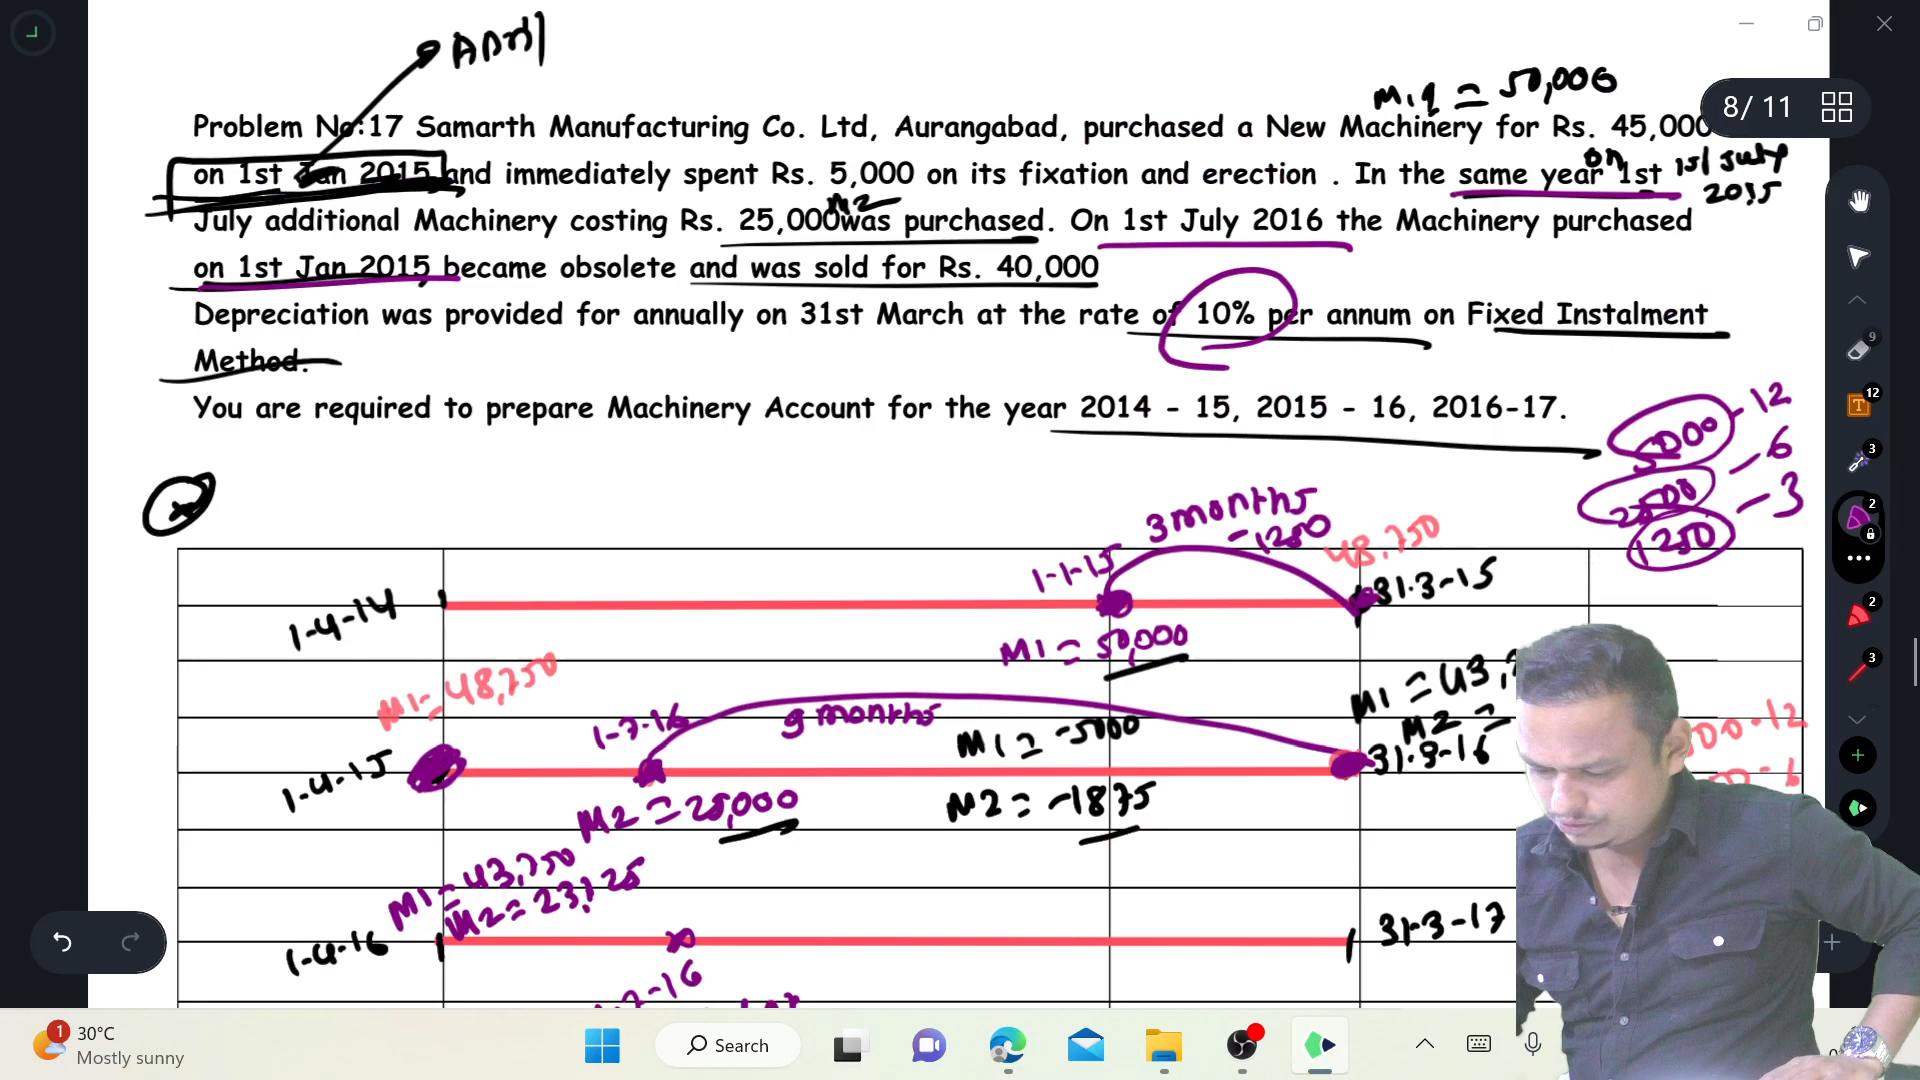 April
M1q = 50,000
8/ 11
Problem No:17 Samarth Manufacturing Co. Ltd, Aurangabad, purchased a New Machinery for Rs. 45,000
on 1st Jan 2015 and immediately spent Rs. 5,000 on its fixation and erection . In the same year 1st
on 1st July
2015
M2
July additional Machinery costing Rs. 25,000was purchased. On 1st July 2016 the Machinery purchased
on 1st Jan 2015, became obsolete and was sold for Rs. 40,000
Depreciation was provided for annually on 31st March at the rate of 10% per annum on Fixed Instalment
Method.
You are required to prepare Machinery Account for the year 2014 - 15, 2015 - 16, 2016-17.
5000 - 12
2500 - 6
1250 - 3
3 months
-1250
48,750
1-1-15
1-4-14
31-3-15
M1 = 50,000
M1 = 48,750
M1 = 43,
M2 =
1-7-16
9 months
M1 = -5000
1-4-15
31-3-16
M2 = 25,000
M2 = -1875
M1 = 43,750
M2 = 23,125
1-4-16
31-3-17
30°C
Mostly sunny
Search